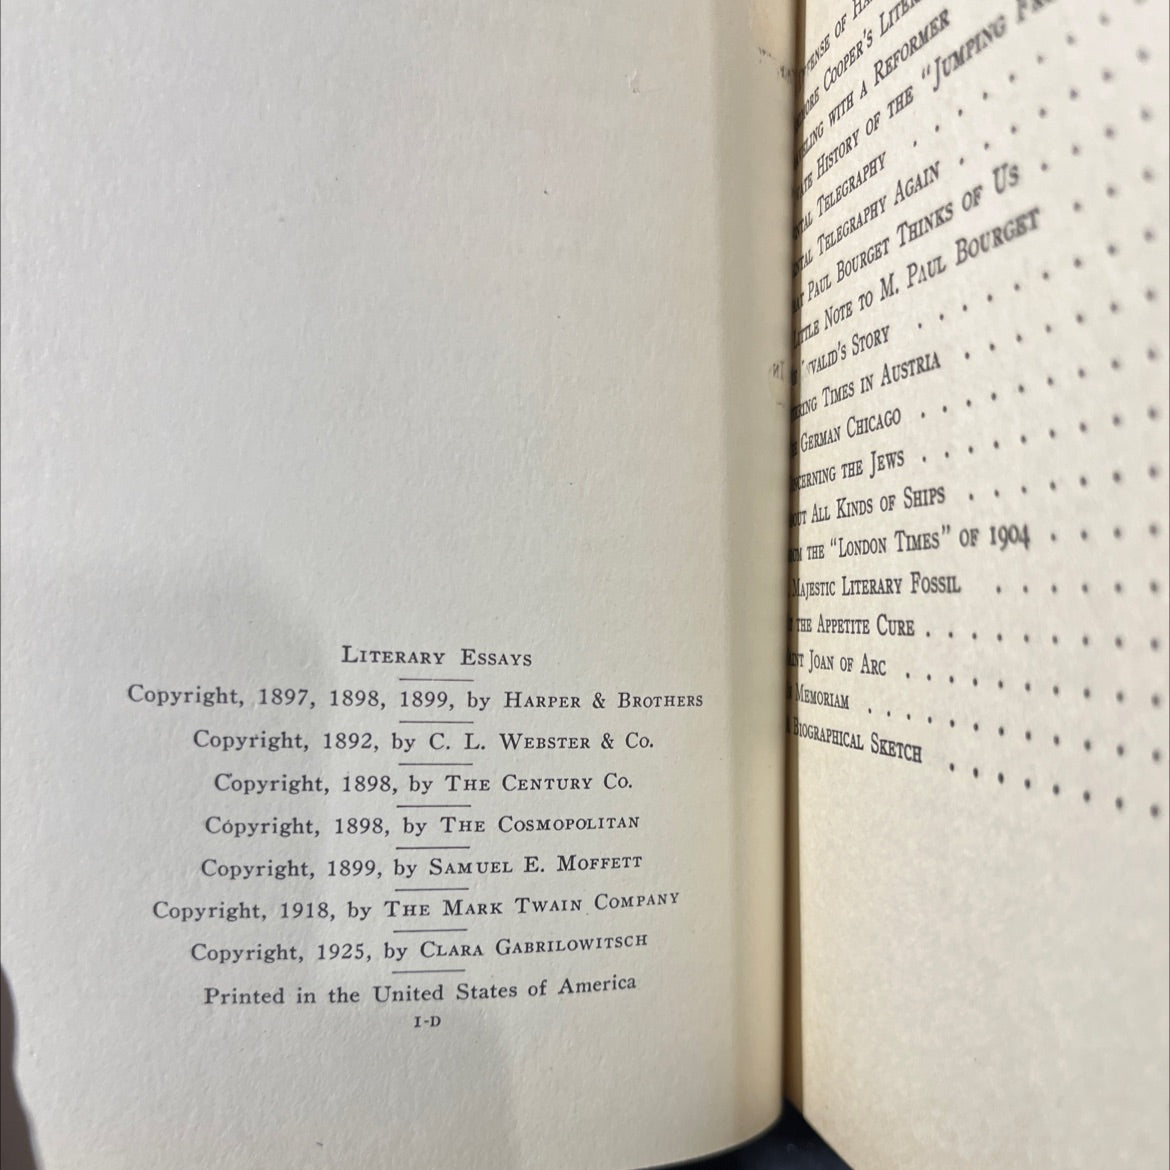 LITERARY ESSAYS
Copyright, 1897, 1898, 1899, by HARPER & BROTHERS
Copyright, 1892, by C. L. WEBSTER & Co.
Copyright, 1898, by THE CENTURY Co.
Copyright, 1898, by THE COSMOPOLITAN
Copyright, 1899, by SAMUEL E. MOFFETT
Copyright, 1918, by THE MARK TWAIN COMPANY
Copyright, 1925, by CLARA GABRILOWITSCH
Printed in the United States of America
I-D
OF
COOPER'S
WITH A REFORMER
HISTORY OF THE "JUMPING
TELEGRAPHY
TELEGRAPHY AGAIN
PAUL BOURGET THINKS OF US
NOTE TO M. PAUL BOURGET
STORY
TIMES IN AUSTRIA
GERMAN CHICAGO
THE JEWS
ALL KINDS OF SHIPS
THE "LONDON TIMES" OF 1904
MAJESTIC LITERARY FOSSIL
THE APPETITE CURE
JOAN OF ARC
MEMORIAM
BIOGRAPHICAL SKETCH